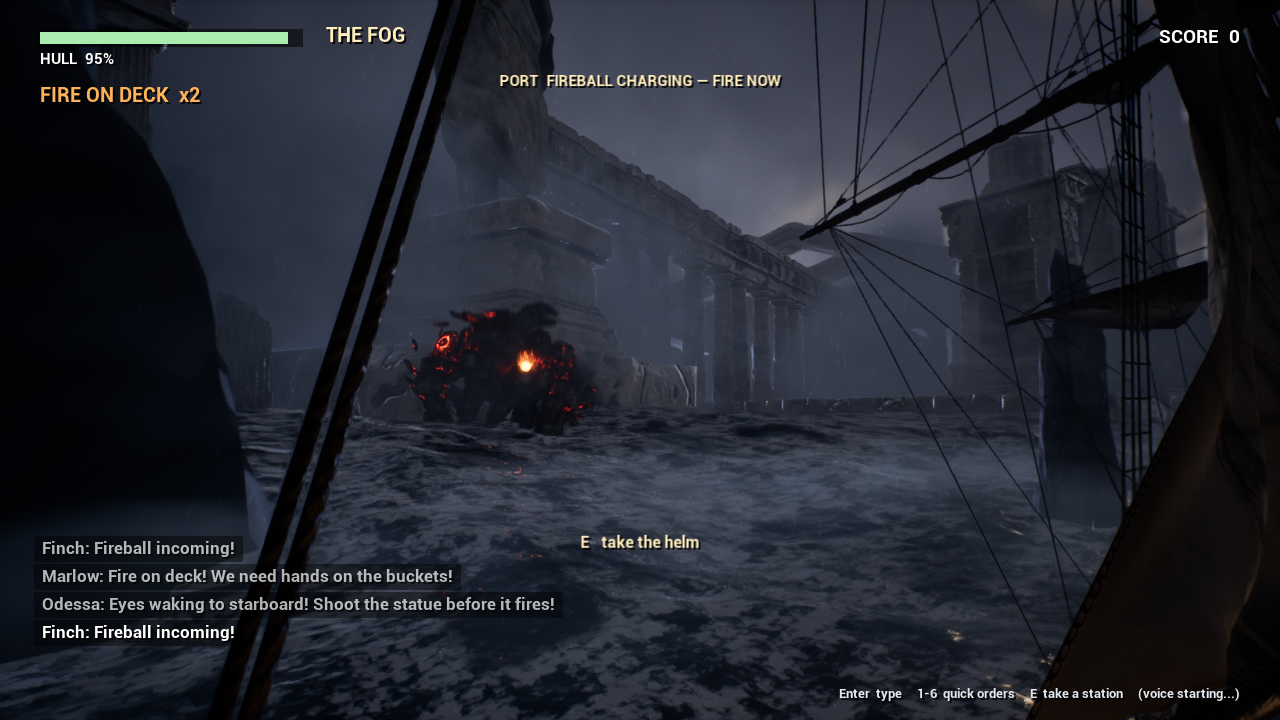 THE FOG
SCORE 0
HULL 95%
PORT FIREBALL CHARGING — FIRE NOW
FIRE ON DECK x2
E take the helm
Finch: Fireball incoming!
Marlow: Fire on deck! We need hands on the buckets!
Odessa: Eyes waking to starboard! Shoot the statue before it fires!
Finch: Fireball incoming!
Enter type 1-6 quick orders E take a station (voice starting...)